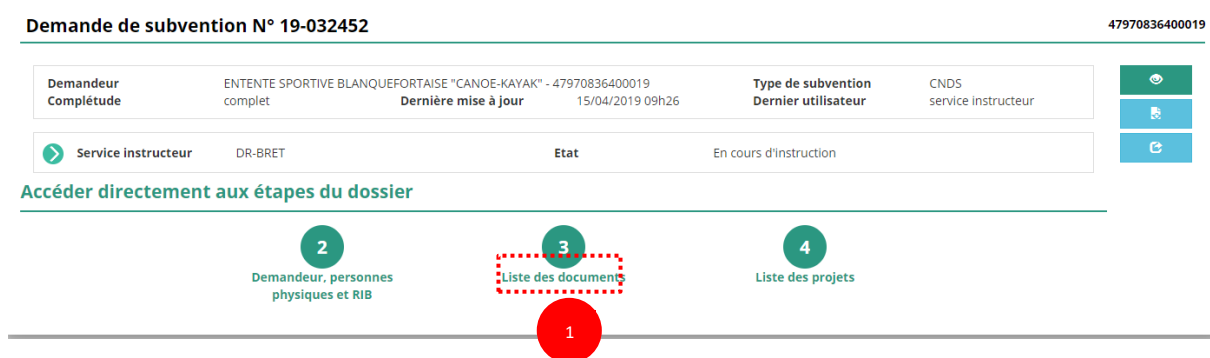 Demande de subvention N° 19-032452
47970836400019
Demandeur ENTENTE SPORTIVE BLANQUEFORTAISE "CANOE-KAYAK" - 47970836400019 Type de subvention CNDS
Complétude complet Dernière mise à jour 15/04/2019 09h26 Dernier utilisateur service instructeur
Service instructeur DR-BRET Etat En cours d'instruction
Accéder directement aux étapes du dossier
2 3 4
Demandeur, personnes Liste des documents Liste des projets
physiques et RIB
1